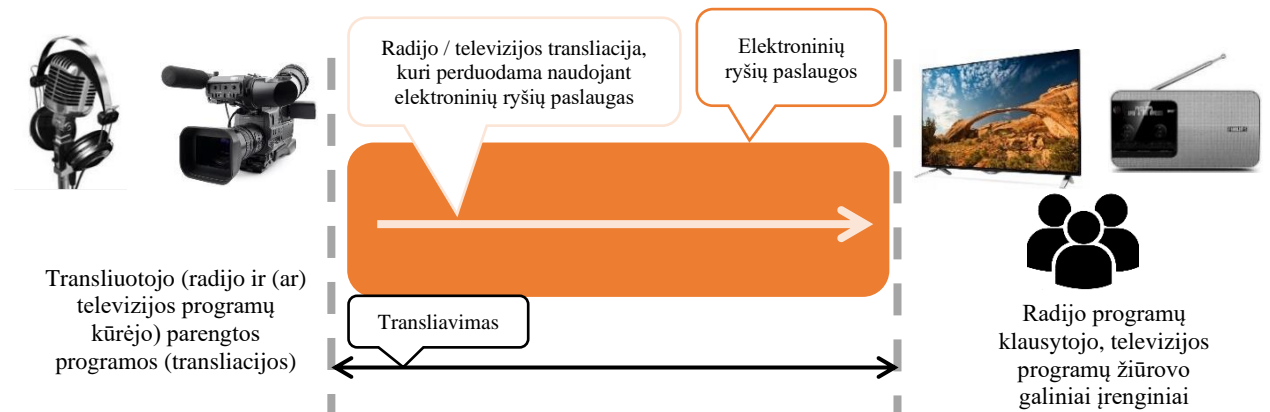 Radijo / televizijos transliacija,
kuri perduodama naudojant
elektroninių ryšių paslaugas
Elektroninių
ryšių paslaugos
Transliuotojo (radijo ir (ar)
televizijos programų
kūrėjo) parengtos
programos (transliacijos)
Transliavimas
Radijo programų
klausytojo, televizijos
programų žiūrovo
galiniai įrenginiai